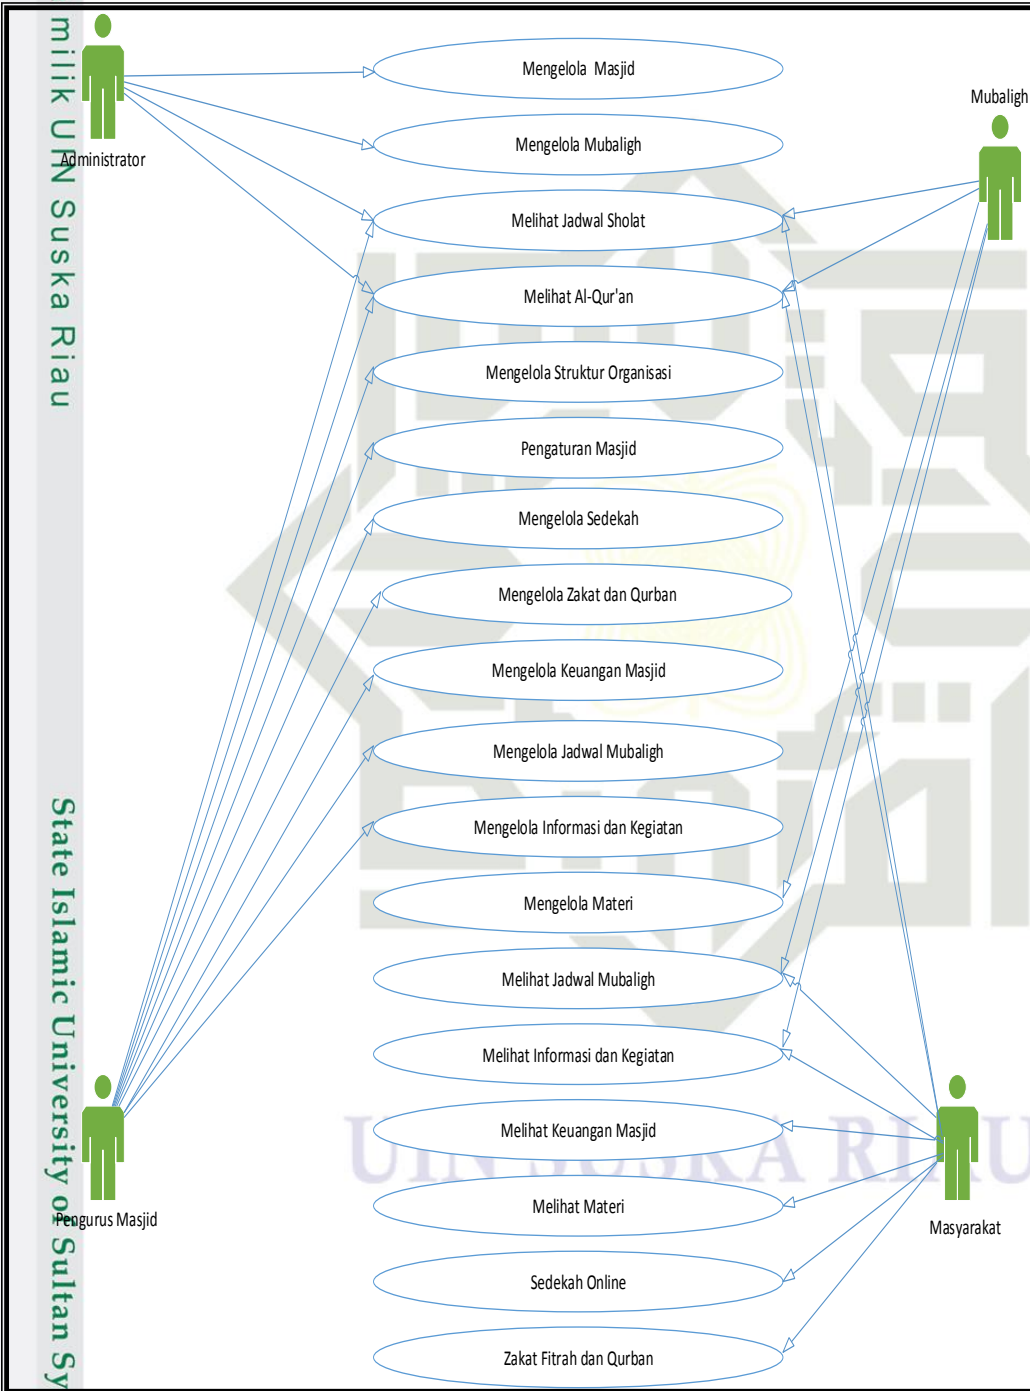 milik UIN Suska Riau
State Islamic University of Sultan Sy
Administrator
Mubaligh
Mengelola Masjid
Mengelola Mubaligh
Melihat Jadwal Sholat
Melihat Al-Qur'an
Mengelola Struktur Organisasi
Pengaturan Masjid
Mengelola Sedekah
Mengelola Zakat dan Qurban
Mengelola Keuangan Masjid
Mengelola Jadwal Mubaligh
Mengelola Informasi dan Kegiatan
Mengelola Materi
Melihat Jadwal Mubaligh
Melihat Informasi dan Kegiatan
Melihat Keuangan Masjid
Melihat Materi
Sedekah Online
Zakat Fitrah dan Qurban
Pengurus Masjid
Masyarakat
UIN SUSKA RIAU